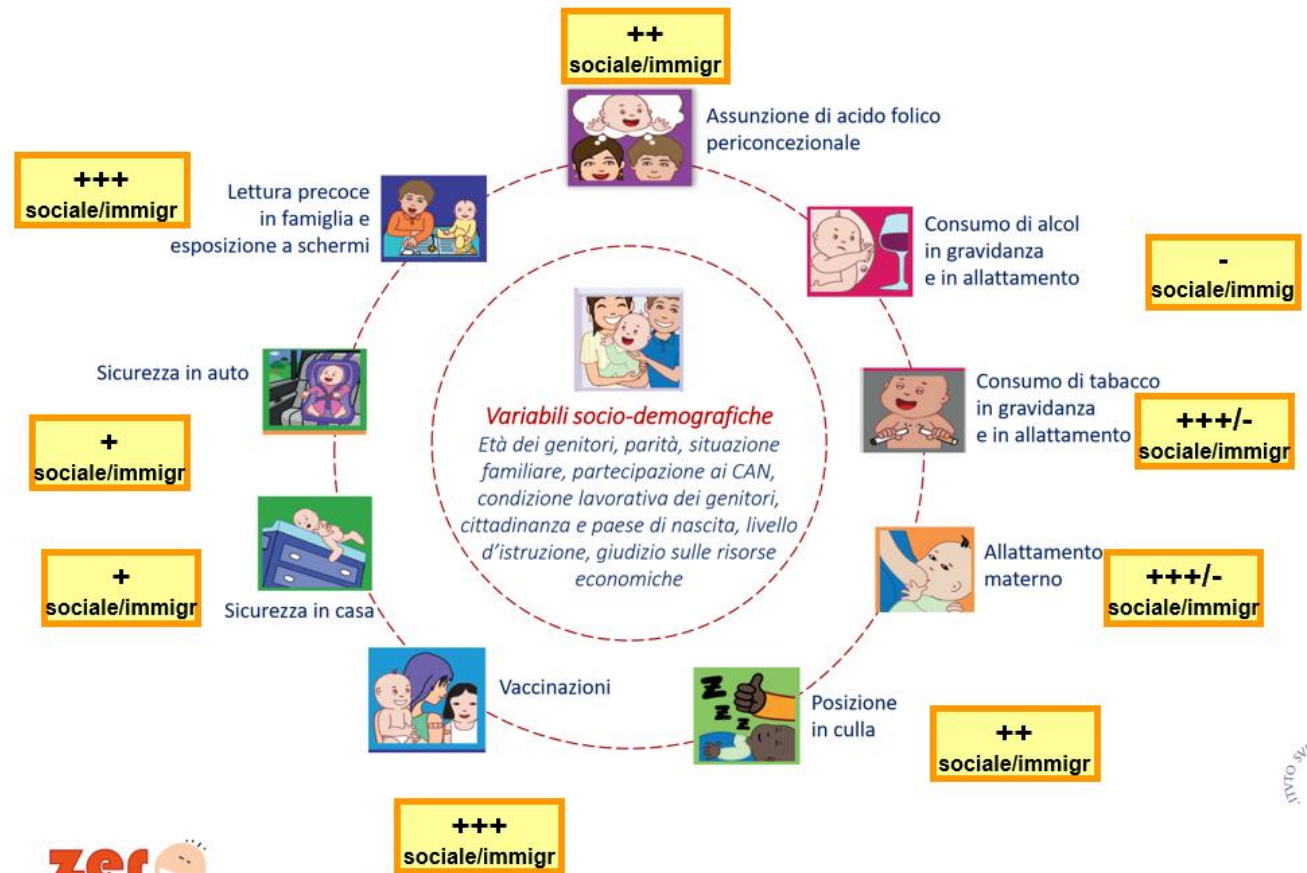 ++
sociale/immigr
Assunzione di acido folico
periconcezionale
+++
sociale/immigr
Lettura precoce
in famiglia e
esposizione a schermi
Consumo di alcol
in gravidanza
e in allattamento
-
sociale/immig
Sicurezza in auto
+
sociale/immigr
Consumo di tabacco
in gravidanza
e in allattamento
+++/-
sociale/immigr
Variabili socio-demografiche
Età dei genitori, parità, situazione
familiare, partecipazione ai CAN,
condizione lavorativa dei genitori,
cittadinanza e paese di nascita, livello
d’istruzione, giudizio sulle risorse
economiche
+
sociale/immigr
Sicurezza in casa
Allattamento
materno
+++/-
sociale/immigr
Vaccinazioni
z
z
z
Posizione
in culla
++
sociale/immigr
+++
sociale/immigr
zer